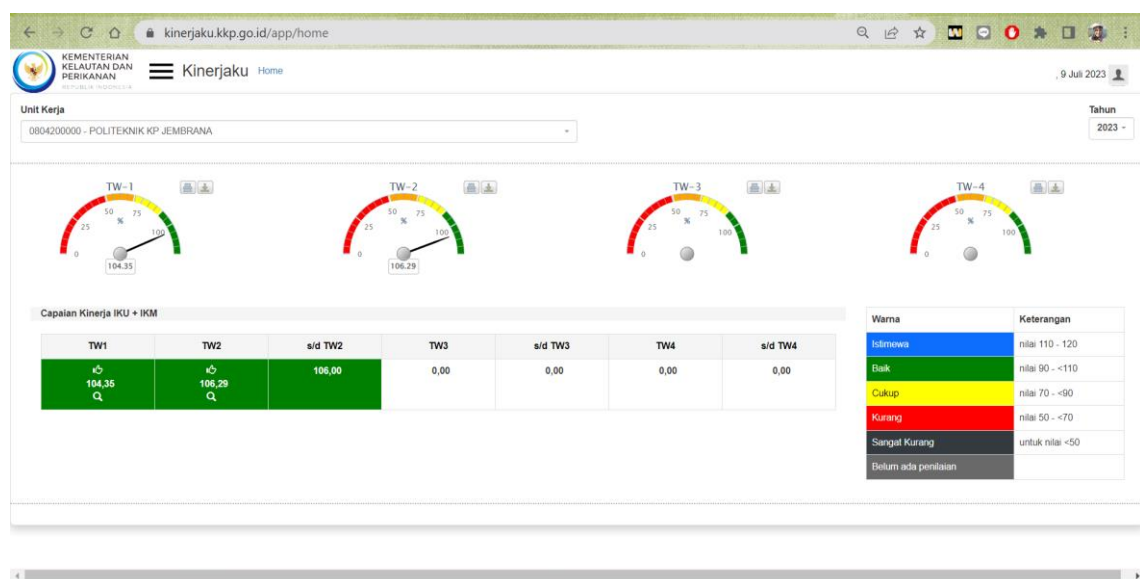 kinerjaku.kkp.go.id/app/home
KEMENTERIAN
KELAUTAN DAN
PERIKANAN
REPUBLIK INDONESIA
Kinerjaku Home
, 9 Juli 2023
Unit Kerja
Tahun
0804200000 - POLITEKNIK KP JEMBRANA
2023
TW-1
0
25
50
75
100
%
104.35
TW-2
0
25
50
75
100
%
106.29
TW-3
0
25
50
75
100
%
TW-4
0
25
50
75
100
%
Capaian Kinerja IKU + IKM
TW1 TW2 s/d TW2 TW3 s/d TW3 TW4 s/d TW4
104,35 106,29 106,00 0,00 0,00 0,00 0,00
Warna Keterangan
Istimewa nilai 110 - 120
Baik nilai 90 - <110
Cukup nilai 70 - <90
Kurang nilai 50 - <70
Sangat Kurang untuk nilai <50
Belum ada penilaian